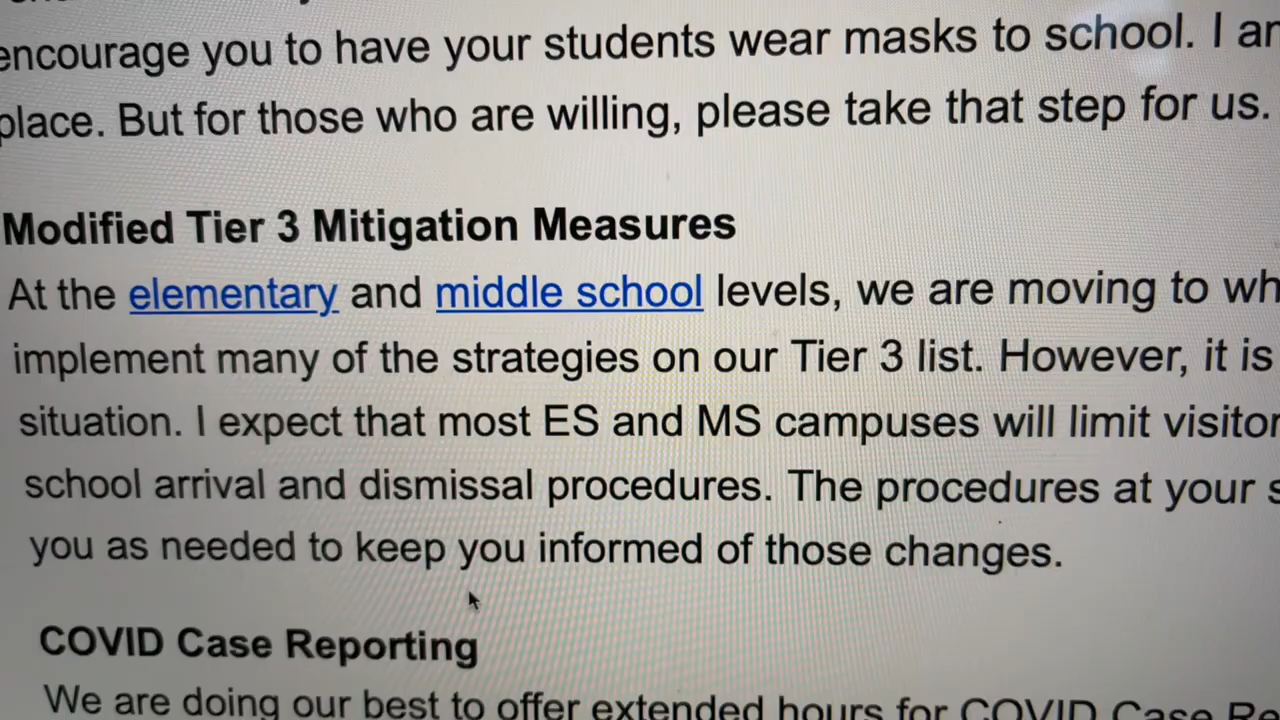 encourage you to have your students wear masks to school. I
place. But for those who are willing, please take that step for us.
Modified Tier 3 Mitigation Measures
At the elementary and middle school levels, we are moving to
implement many of the strategies on our Tier 3 list. However, it is
situation. I expect that most ES and MS campuses will limit
school arrival and dismissal procedures. The procedures at your
you as needed to keep you informed of those changes.
COVID Case Reporting
We are doing our best to offer extended hours for COVID Case